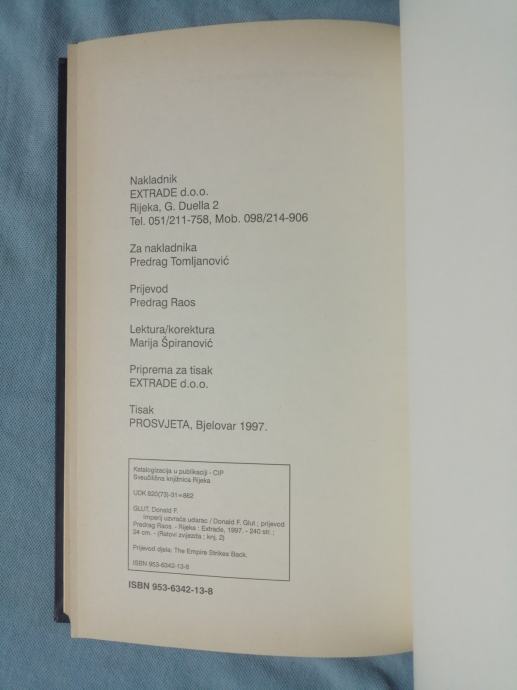 Nakladnik
EXTRADE d.o.o.
Rijeka, G. Duella 2
Tel. 051/211-758, Mob. 098/214-906
Za nakladnika
Predrag Tomljanović
Prijevod
Predrag Raos
Lektura/korektura
Marija Špiranović
Priprema za tisak
EXTRADE d.o.o.
Tisak
PROSVJETA, Bjelovar 1997.
Katalogizacija u publikaciji - CIP
Sveučilišna knjižnica Rijeka
UDK 820(73)-31=862
GLUT, Donald F.
Imperij uzvraća udarac / Donald F. Glut ; prijevod
Predrag Raos. - Rijeka : Extrade, 1997. - 240 str. ;
24 cm. - (Ratovi zvijezda ; knj. 2)
Prijevod djela: The Empire Strikes Back.
ISBN 953-6342-13-8
ISBN 953-6342-13-8